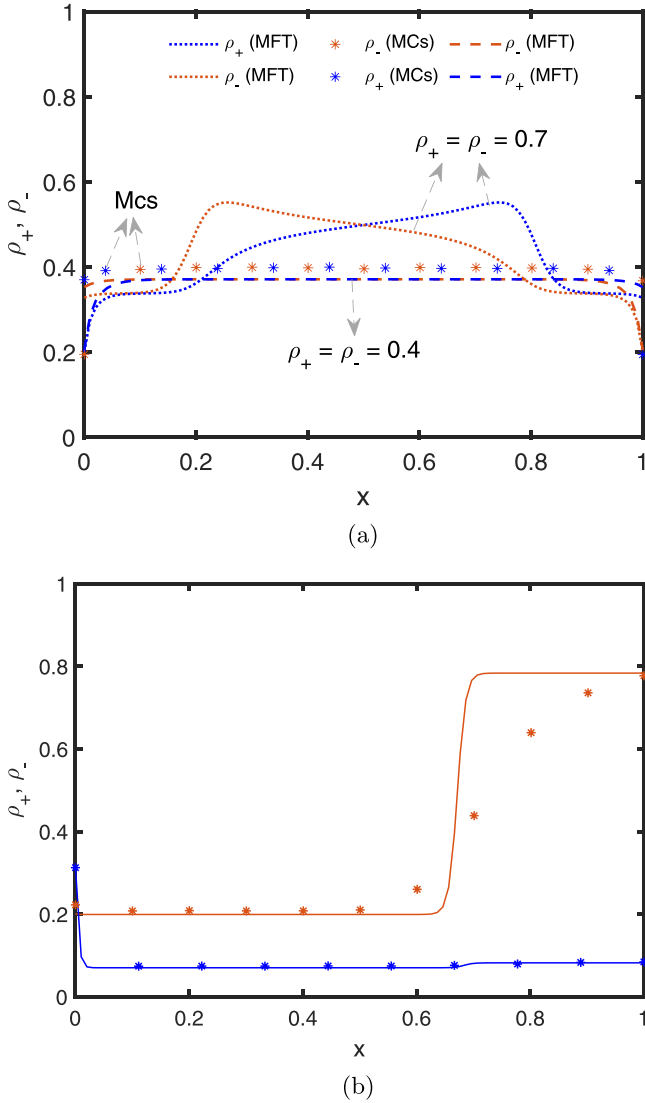 ρ₊ (MFT) ρ₋ (MCs) ρ₋ (MFT)
ρ₋ (MFT) ρ₊ (MCs) ρ₊ (MFT)
1
0.8
0.6
0.4
0.2
0
ρ₊, ρ₋
Mcs
ρ₊ = ρ₋ = 0.7
ρ₊ = ρ₋ = 0.4
0 0.2 0.4 0.6 0.8 1
x
(a)
1
0.8
0.6
0.4
0.2
0
ρ₊, ρ₋
0 0.2 0.4 0.6 0.8 1
x
(b)